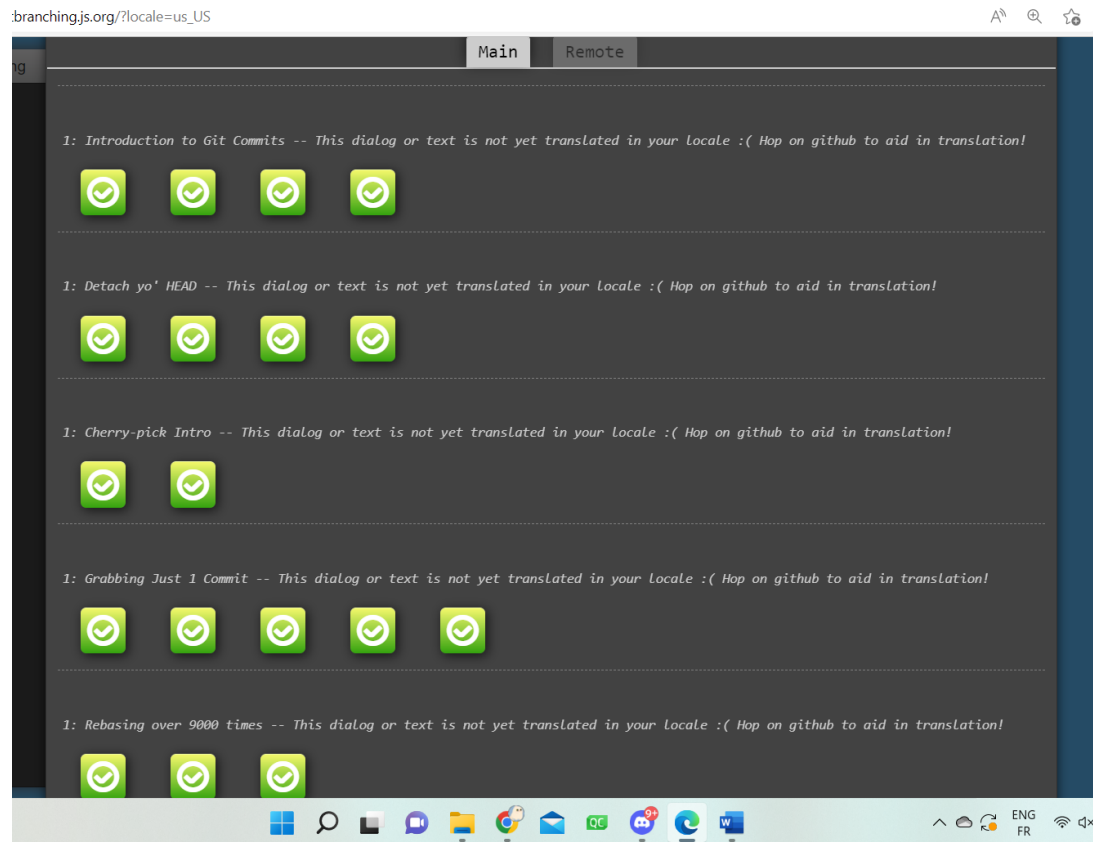 :branching.js.org/?locale=us_US
Main Remote
ng
1: Introduction to Git Commits -- This dialog or text is not yet translated in your locale :( Hop on github to aid in translation!
1: Detach yo' HEAD -- This dialog or text is not yet translated in your locale :( Hop on github to aid in translation!
1: Cherry-pick Intro -- This dialog or text is not yet translated in your locale :( Hop on github to aid in translation!
1: Grabbing Just 1 Commit -- This dialog or text is not yet translated in your locale :( Hop on github to aid in translation!
1: Rebasing over 9000 times -- This dialog or text is not yet translated in your locale :( Hop on github to aid in translation!
QC
9+
W
ENG
FR